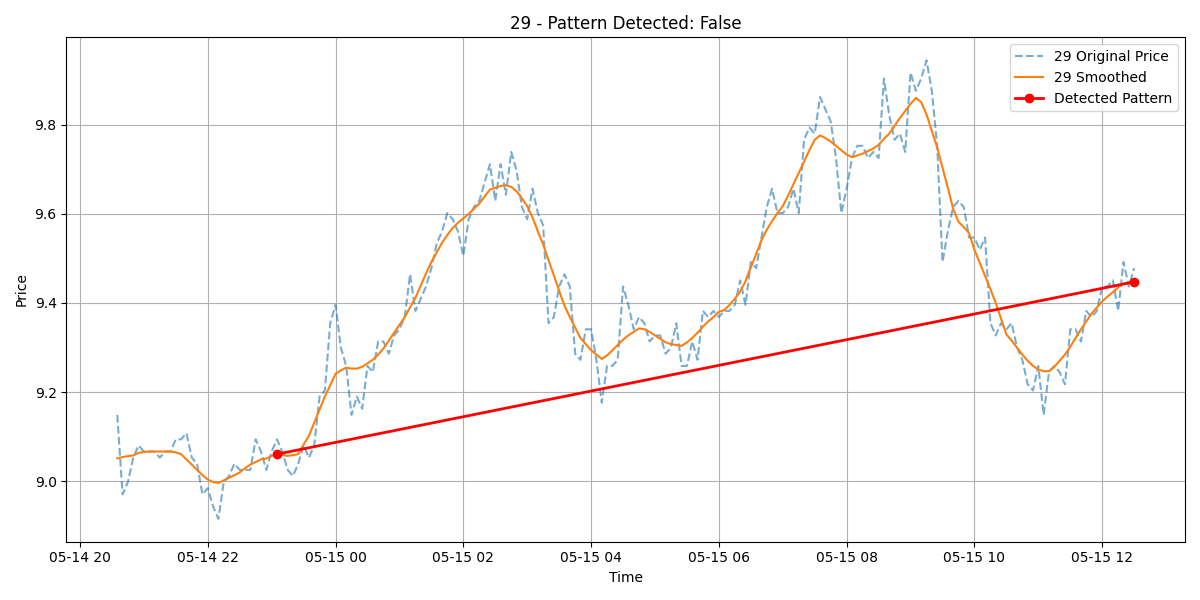 29 - Pattern Detected: False
29 Original Price
29 Smoothed
Detected Pattern
Price
9.8
9.6
9.4
9.2
9.0
05-14 20
05-14 22
05-15 00
05-15 02
05-15 04
05-15 06
05-15 08
05-15 10
05-15 12
Time